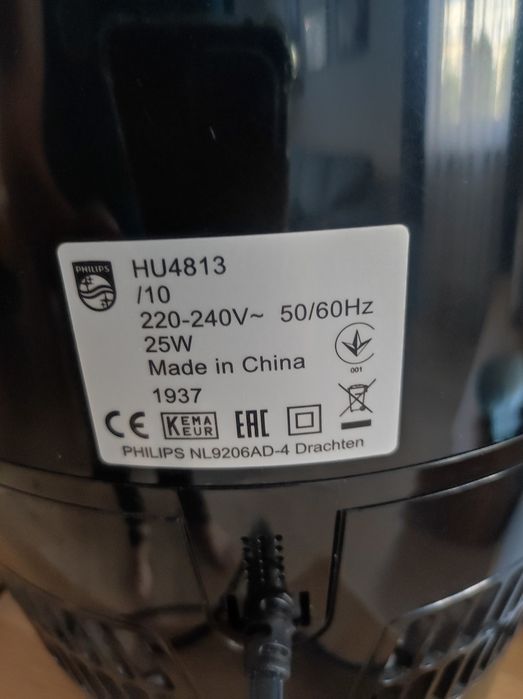 PHILIPS
HU4813
/10
220-240V~ 50/60Hz
25W
Made in China
001
1937
CE KEMA EUR EAC
PHILIPS NL9206AD-4 Drachten